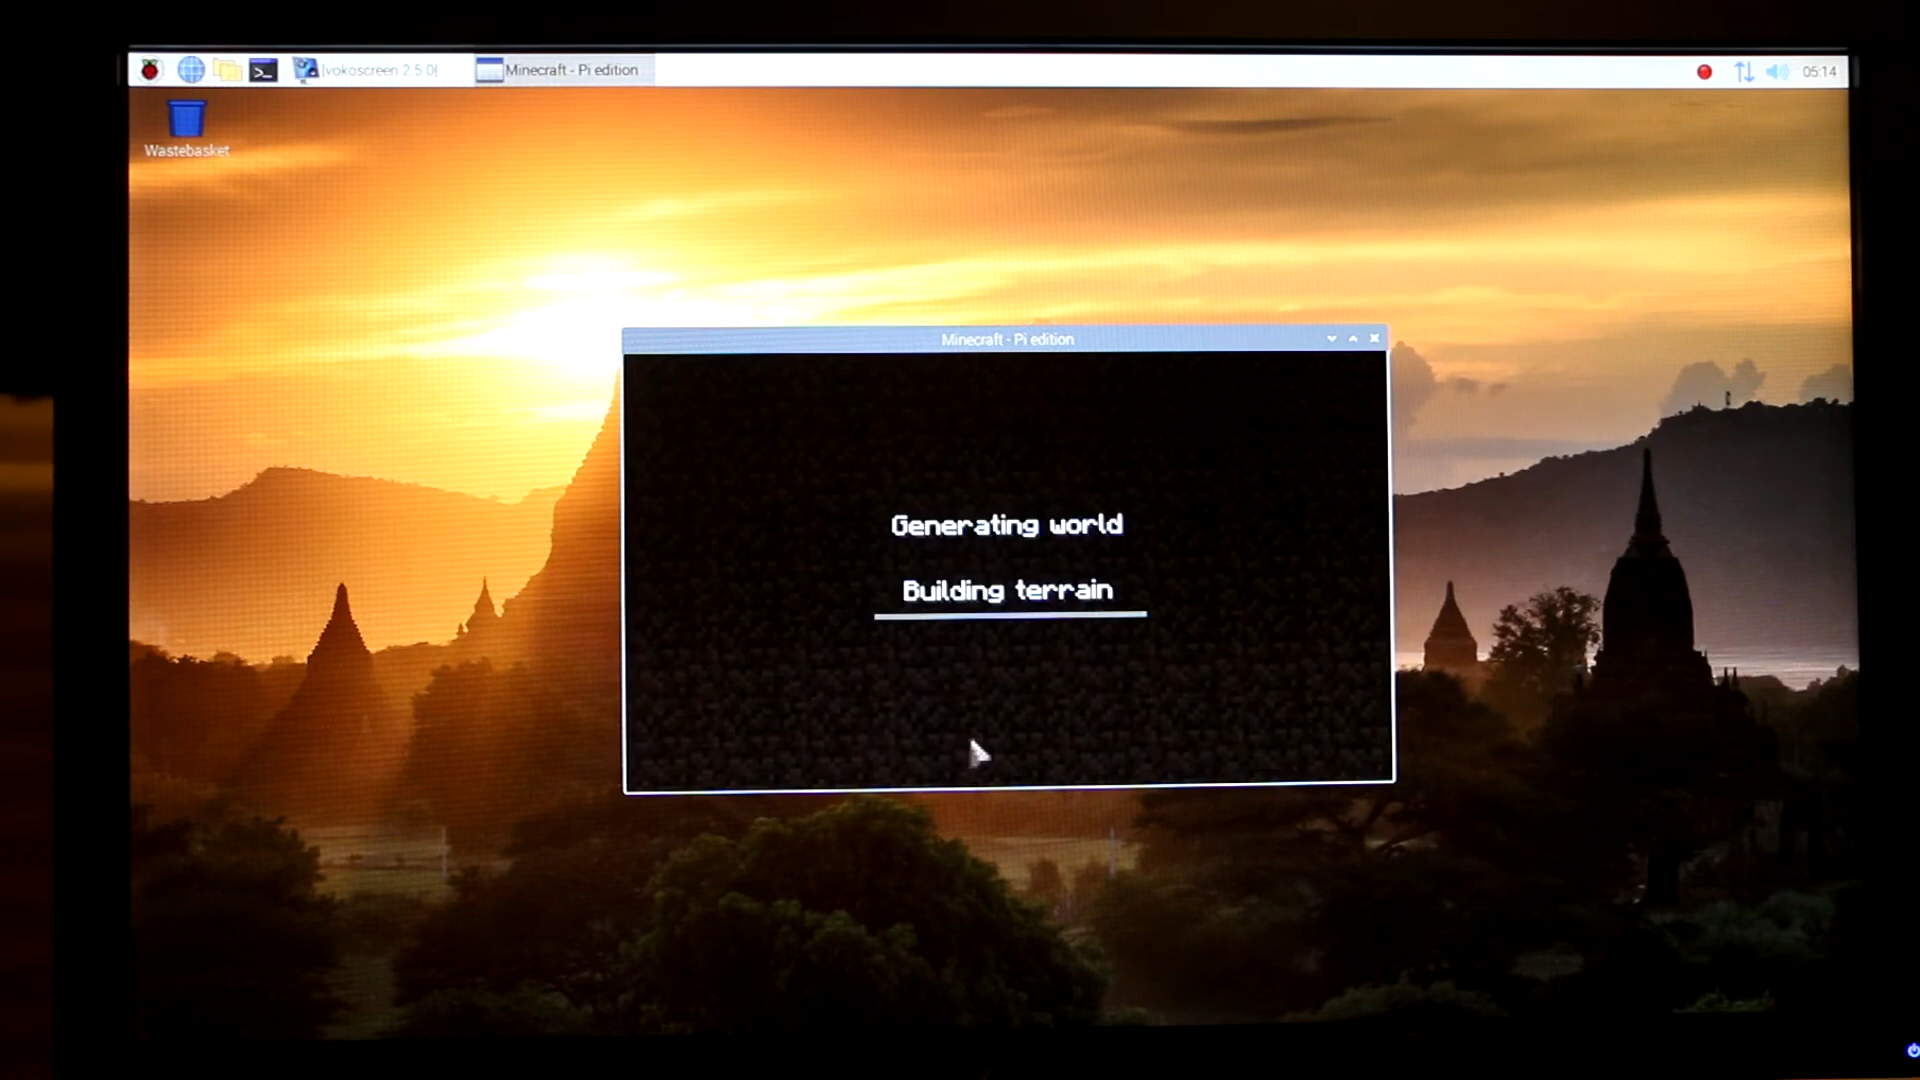 [vokoscreen 2.5.0]
Minecraft - Pi edition
05:14
Wastebasket
Minecraft - Pi edition
Generating world
Building terrain